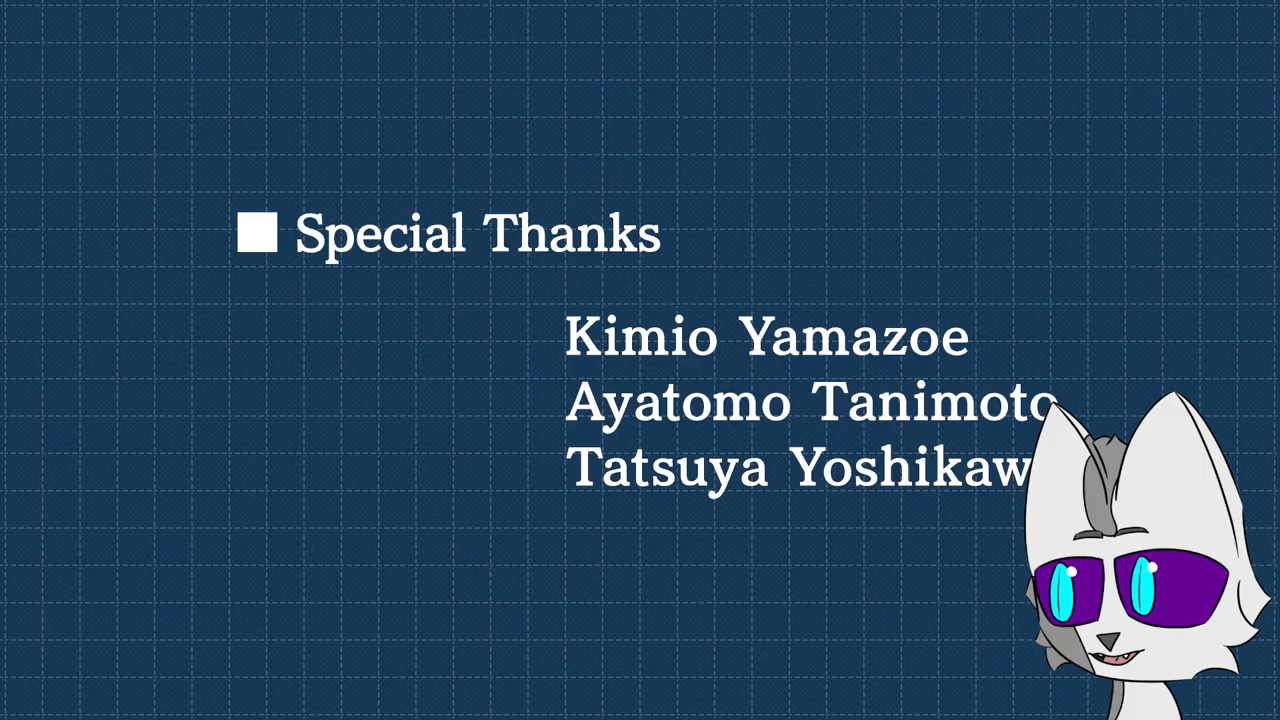 ■ Special Thanks
Kimio Yamazoe
Ayatomo Tanimoto
Tatsuya Yoshikaw